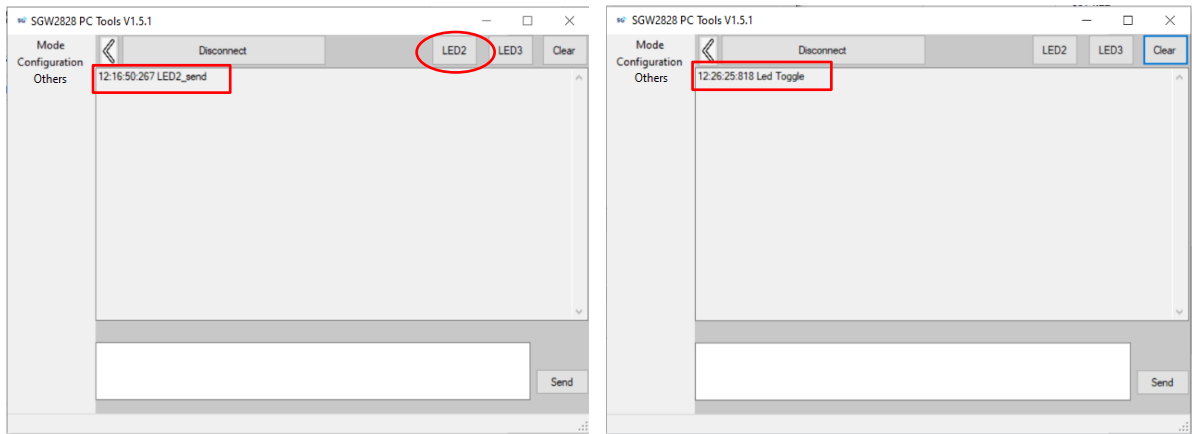 SGW2828 PC Tools V1.5.1
Mode
Configuration
Others
Disconnect
LED2
LED3
Clear
12:16:50:267 LED2_send
Send
SGW2828 PC Tools V1.5.1
Mode
Configuration
Others
Disconnect
LED2
LED3
Clear
12:26:25:818 Led Toggle
Send